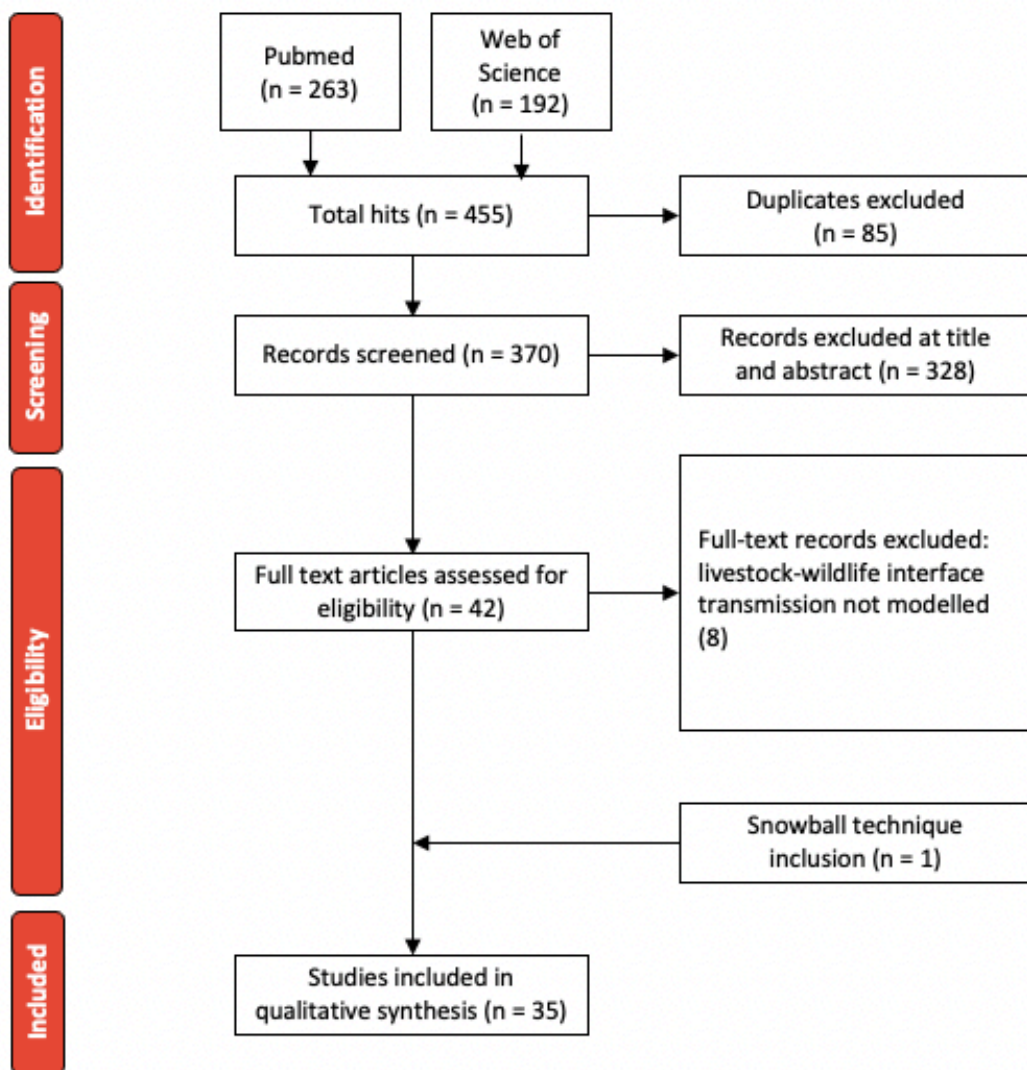 Identification
Pubmed
(n = 263)
Web of
Science
(n = 192)
Total hits (n = 455)
Duplicates excluded
(n = 85)
Screening
Records screened (n = 370)
Records excluded at title
and abstract (n = 328)
Eligibility
Full text articles assessed for
eligibility (n = 42)
Full-text records excluded:
livestock-wildlife interface
transmission not modelled
(8)
Snowball technique
inclusion (n = 1)
Included
Studies included in
qualitative synthesis (n = 35)